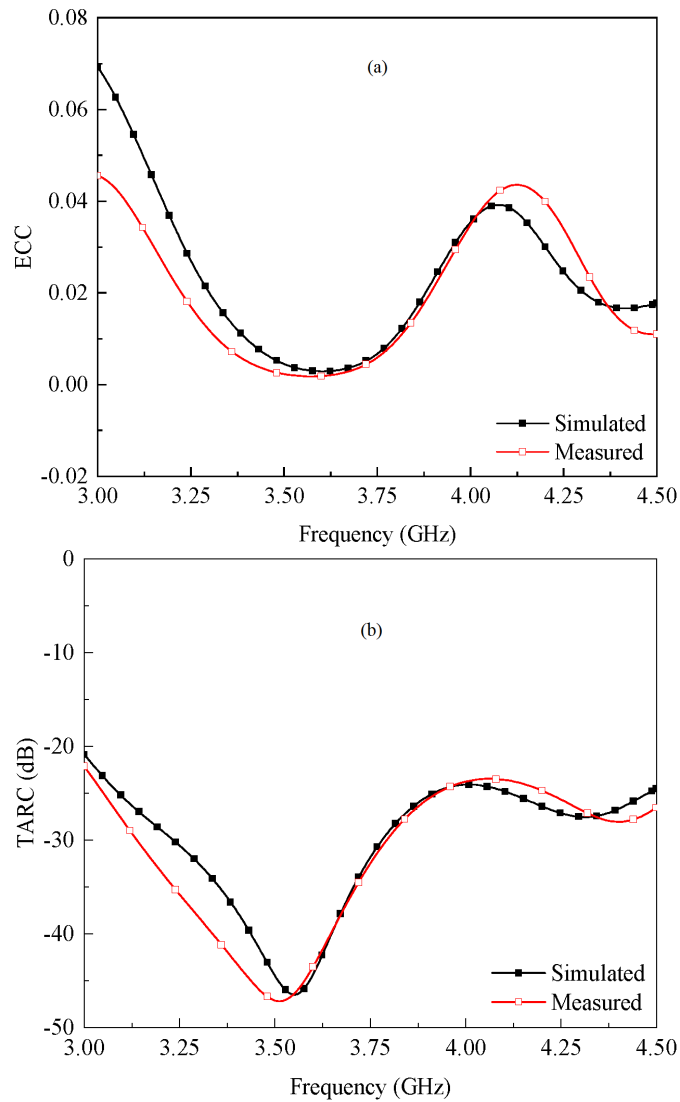 0.08
(a)
0.06
0.04
ECC
0.02
0.00
Simulated
Measured
-0.02
3.00 3.25 3.50 3.75 4.00 4.25 4.50
Frequency (GHz)
0
(b)
-10
-20
TARC (dB)
-30
-40
Simulated
Measured
-50
3.00 3.25 3.50 3.75 4.00 4.25 4.50
Frequency (GHz)